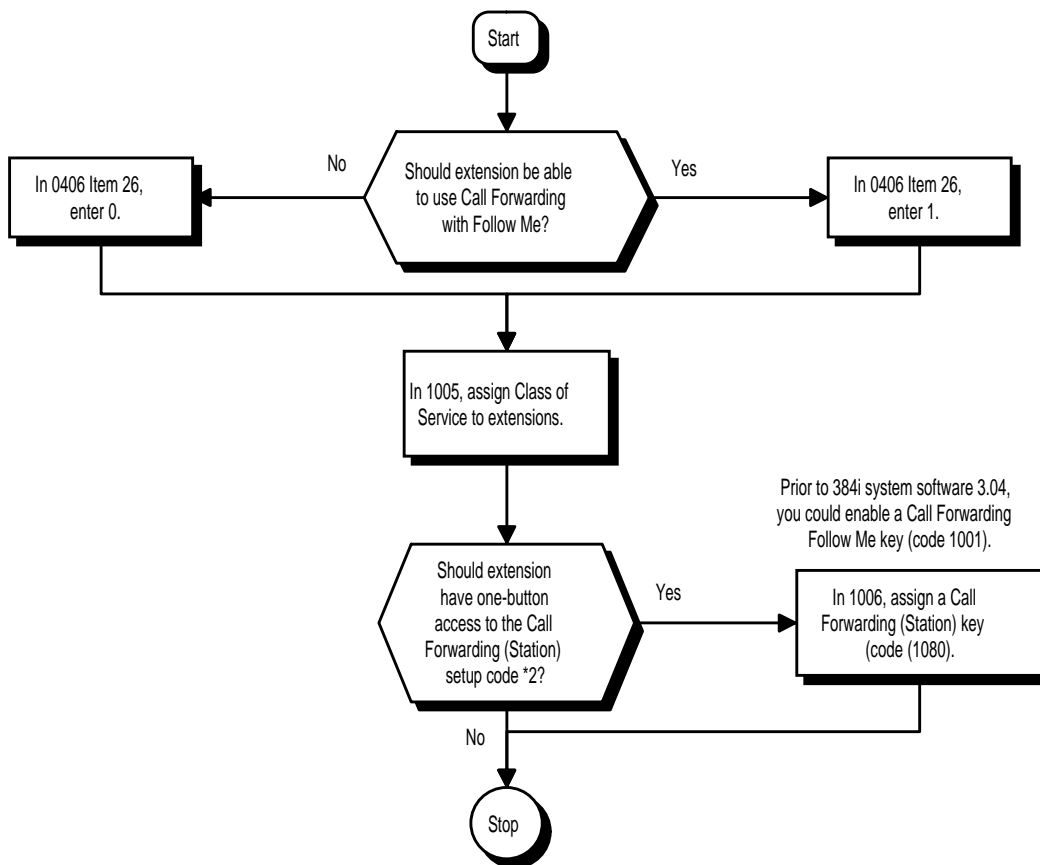 Start
Should extension be able
to use Call Forwarding
with Follow Me?
No
Yes
In 0406 Item 26,
enter 0.
In 0406 Item 26,
enter 1.
In 1005, assign Class of
Service to extensions.
Prior to 384i system software 3.04,
you could enable a Call Forwarding
Follow Me key (code 1001).
Should extension
have one-button
access to the Call
Forwarding (Station)
setup code *2?
Yes
In 1006, assign a Call
Forwarding (Station) key
(code (1080).
No
Stop